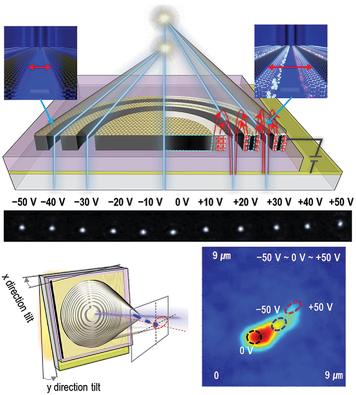 −50 V −40 V −30 V −20 V −10 V 0 V +10 V +20 V +30 V +40 V +50 V
x direction tilt
y direction tilt
9 μm
−50 V ~ 0 V ~ +50 V
−50 V
+50 V
0 V
0
9 μm